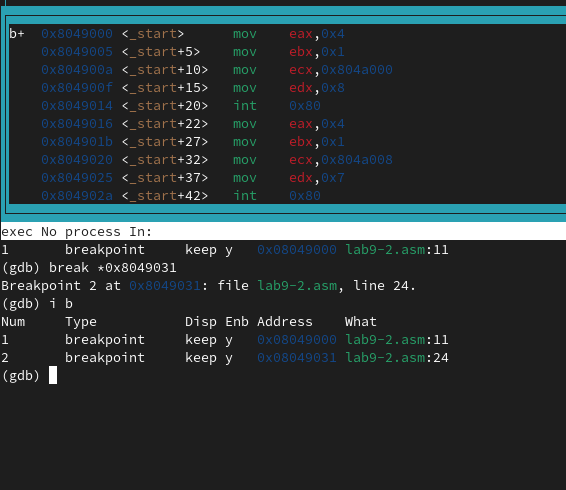 b+  0x8049000 <_start>      mov    eax,0x4
    0x8049005 <_start+5>    mov    ebx,0x1
    0x804900a <_start+10>   mov    ecx,0x804a000
    0x804900f <_start+15>   mov    edx,0x8
    0x8049014 <_start+20>   int    0x80
    0x8049016 <_start+22>   mov    eax,0x4
    0x804901b <_start+27>   mov    ebx,0x1
    0x8049020 <_start+32>   mov    ecx,0x804a008
    0x8049025 <_start+37>   mov    edx,0x7
    0x804902a <_start+42>   int    0x80
exec No process In:
1       breakpoint     keep y   0x08049000 lab9-2.asm:11
(gdb) break *0x8049031
Breakpoint 2 at 0x8049031: file lab9-2.asm, line 24.
(gdb) i b
Num     Type           Disp Enb Address    What
1       breakpoint     keep y   0x08049000 lab9-2.asm:11
2       breakpoint     keep y   0x08049031 lab9-2.asm:24
(gdb)